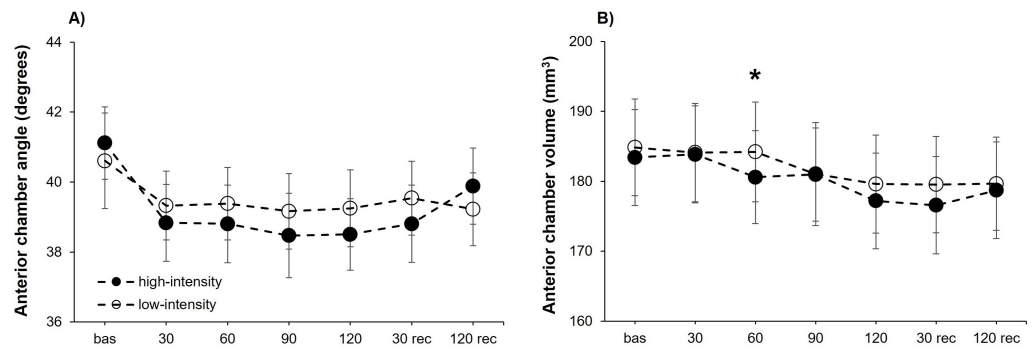 A)
Anterior chamber angle (degrees)
44
42
40
38
36
high-intensity
low-intensity
bas 30 60 90 120 30 rec 120 rec
B)
Anterior chamber volume (mm³)
200
190
180
170
160
*
bas 30 60 90 120 30 rec 120 rec